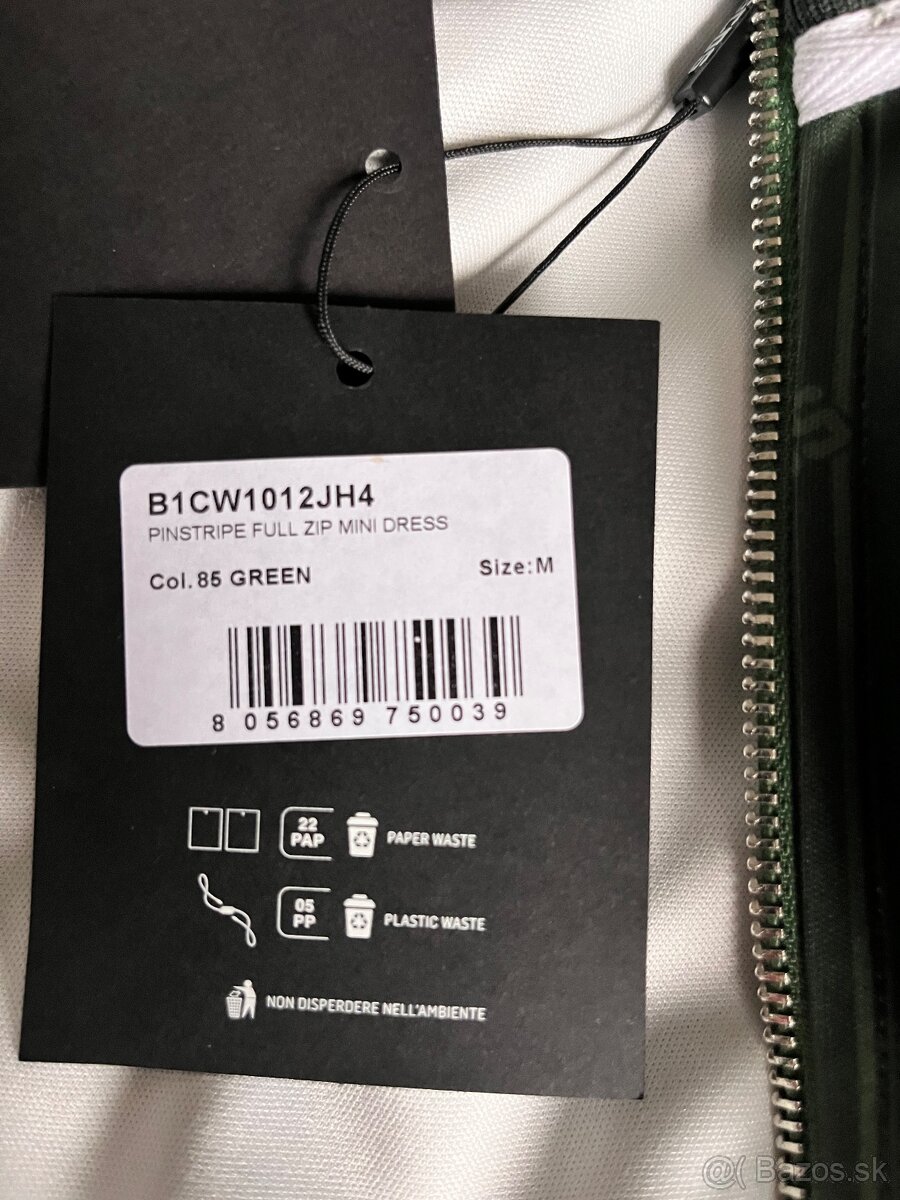 B1CW1012JH4
PINSTRIPE FULL ZIP MINI DRESS
Col.85 GREEN
Size:M
8 056869 750039
22
PAP
PAPER WASTE
05
PP
PLASTIC WASTE
NON DISPERDERE NELL'AMBIENTE
@( Bazos.sk